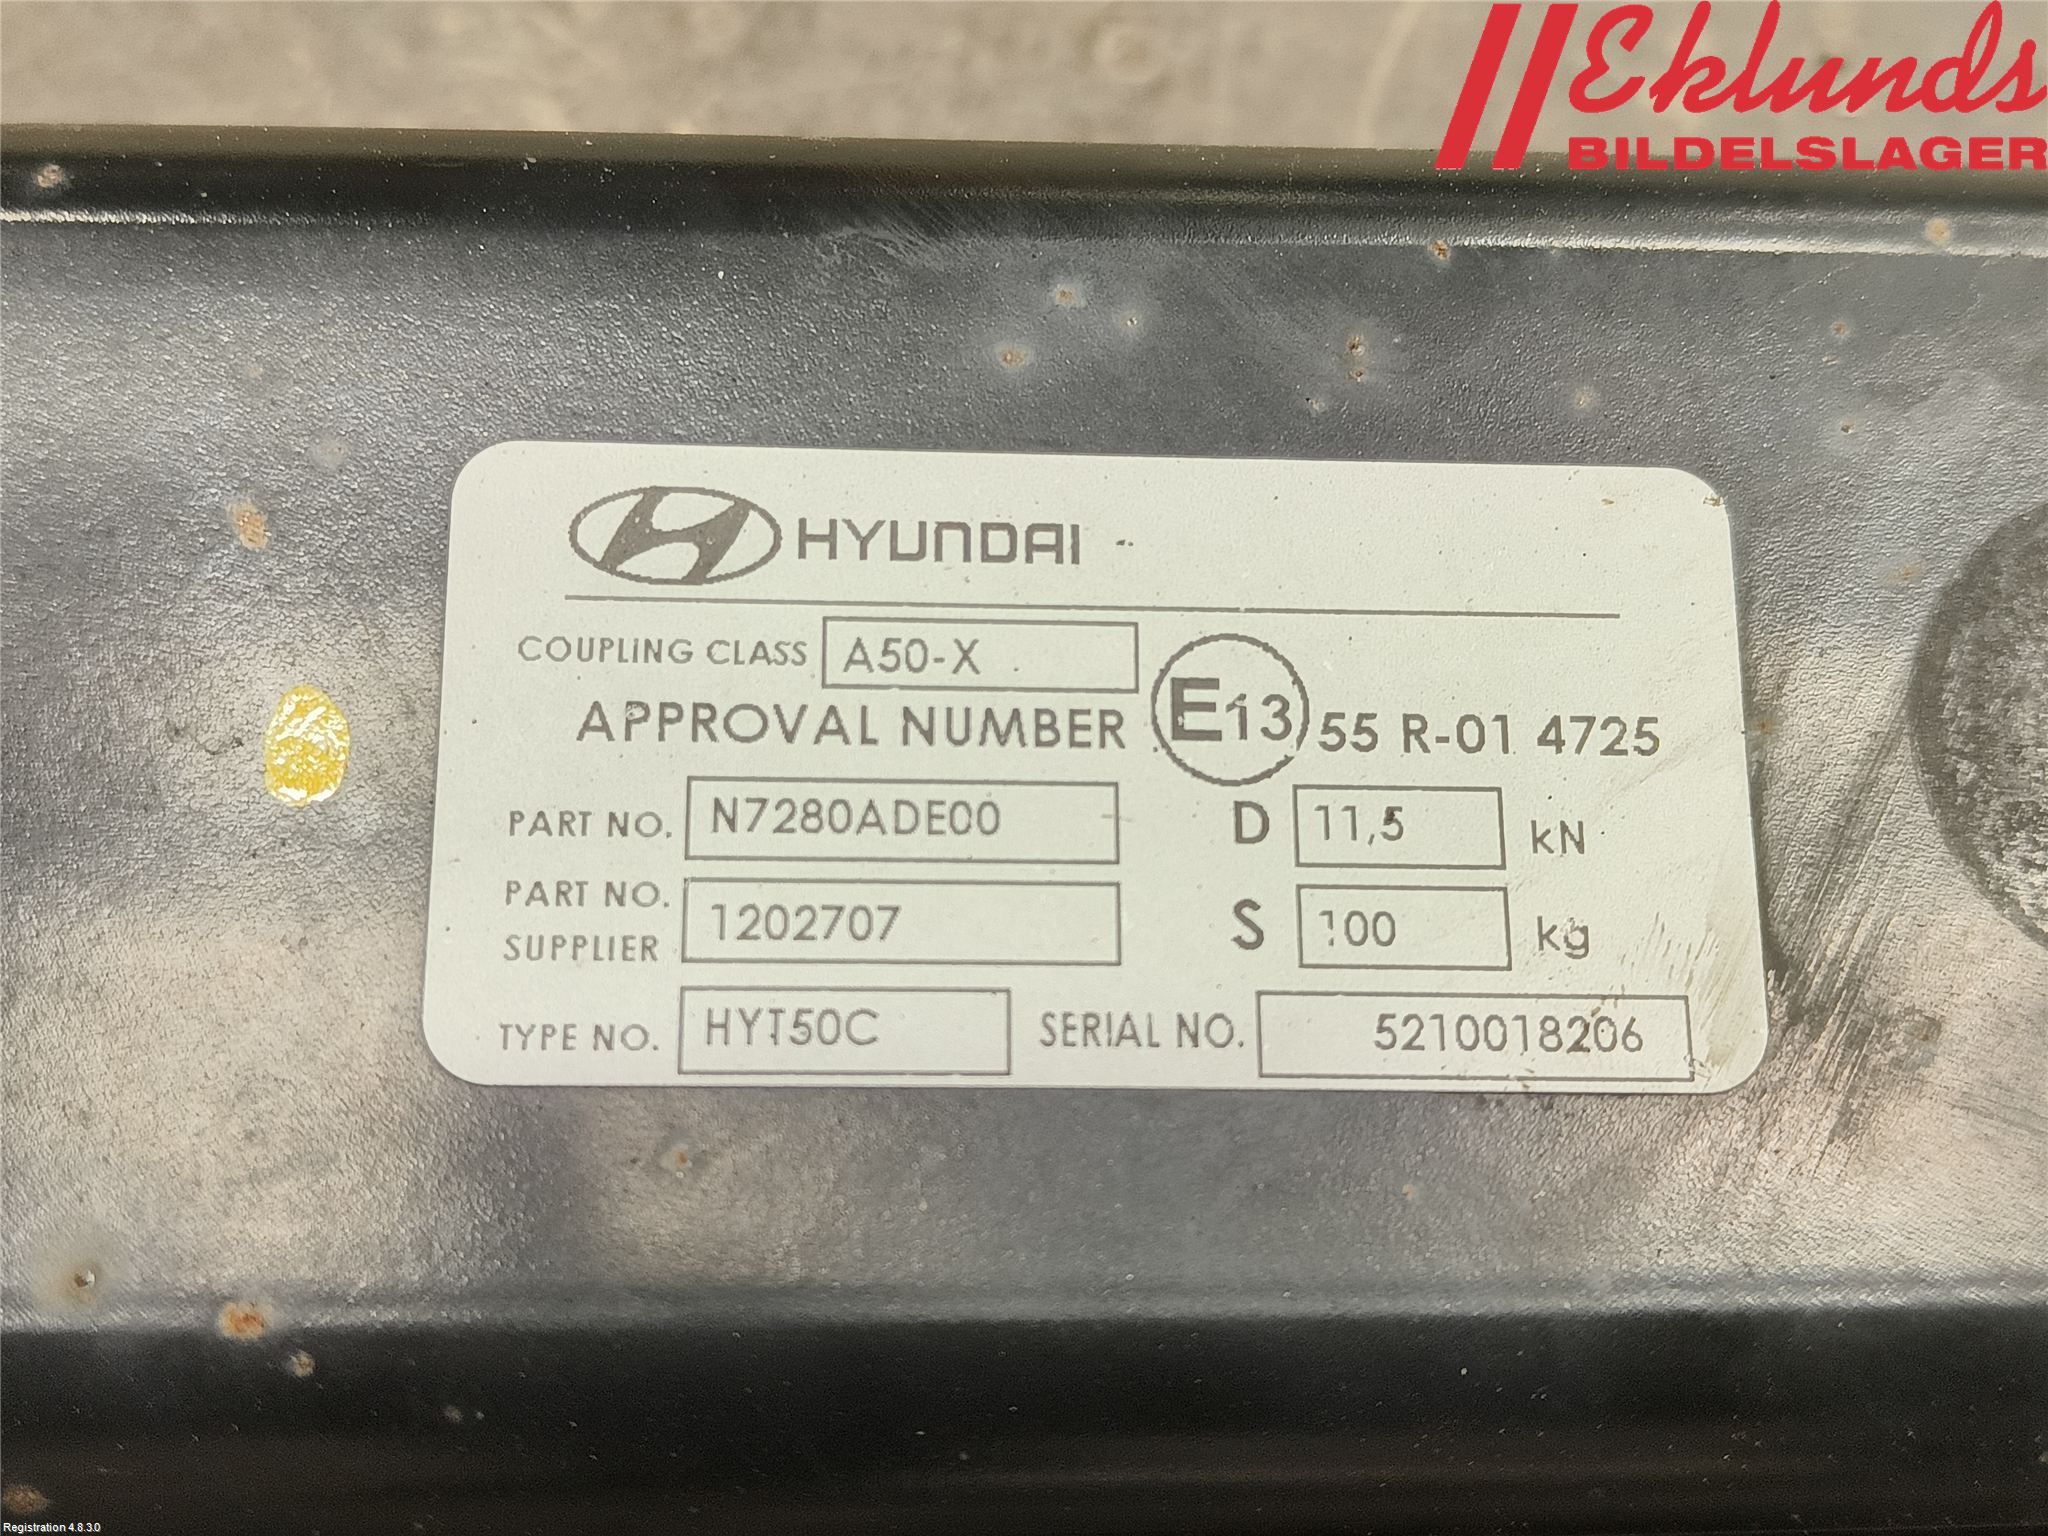 Eklunds
BILDELSLAGER
HYUNDAI
COUPLING CLASS A50-X
APPROVAL NUMBER E13 55 R-01 4725
PART NO. N7280ADE00 D 11,5 kN
PART NO. SUPPLIER 1202707 S 100 kg
TYPE NO. HYT50C SERIAL NO. 5210018206
Registration 4.8.3.0